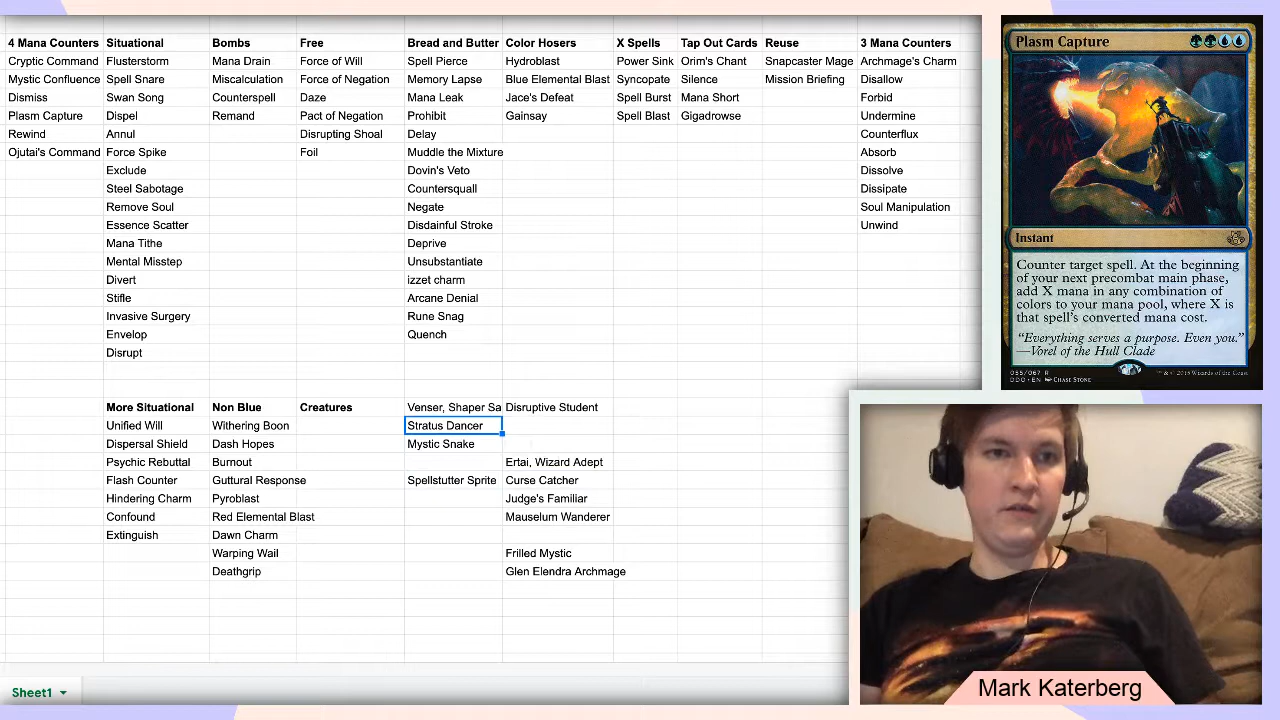 4 Mana Counters Situational Bombs Free Bread and Butter Color Hosers X Spells Tap Out Cards Reuse 3 Mana Counters
Cryptic Command Flusterstorm Mana Drain Force of Will Spell Pierce Hydroblast Power Sink Orim's Chant Snapcaster Mage Archmage's Charm
Mystic Confluence Spell Snare Miscalculation Force of Negation Memory Lapse Blue Elemental Blast Syncopate Silence Mission Briefing Disallow
Dismiss Swan Song Counterspell Daze Mana Leak Jace's Defeat Spell Burst Mana Short Forbid
Plasm Capture Dispel Remand Pact of Negation Prohibit Gainsay Spell Blast Gigadrowse Undermine
Rewind Annul Disrupting Shoal Delay Counterflux
Ojutai's Command Force Spike Foil Muddle the Mixture Absorb
Exclude Dovin's Veto Dissolve
Steel Sabotage Countersquall Dissipate
Remove Soul Negate Soul Manipulation
Essence Scatter Disdainful Stroke Unwind
Mana Tithe Deprive
Mental Misstep Unsubstantiate
Divert izzet charm
Stifle Arcane Denial
Invasive Surgery Rune Snag
Envelop Quench
Disrupt
More Situational Non Blue Creatures Venser, Shaper Sa Disruptive Student
Unified Will Withering Boon Stratus Dancer
Dispersal Shield Dash Hopes Mystic Snake
Psychic Rebuttal Burnout Ertai, Wizard Adept
Flash Counter Guttural Response Spellstutter Sprite Curse Catcher
Hindering Charm Pyroblast Judge's Familiar
Confound Red Elemental Blast Mauselum Wanderer
Extinguish Dawn Charm
Warping Wail Frilled Mystic
Deathgrip Glen Elendra Archmage
Sheet1
Plasm Capture
Instant
Counter target spell. At the beginning
of your next precombat main phase,
add X mana in any combination of
colors to your mana pool, where X is
that spell's converted mana cost.
"Everything serves a purpose. Even you."
—Vorel of the Hull Clade
055/067 R
DDO • EN CHASE STONE
Mark Katerberg